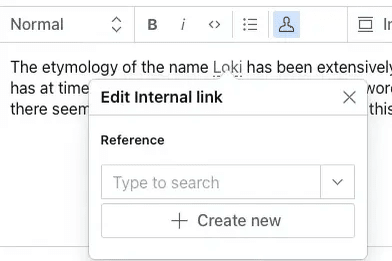 Normal B i <> In
The etymology of the name Loki has been extensively
has at time wor
there seem this
Edit Internal link
Reference
Type to search
+ Create new